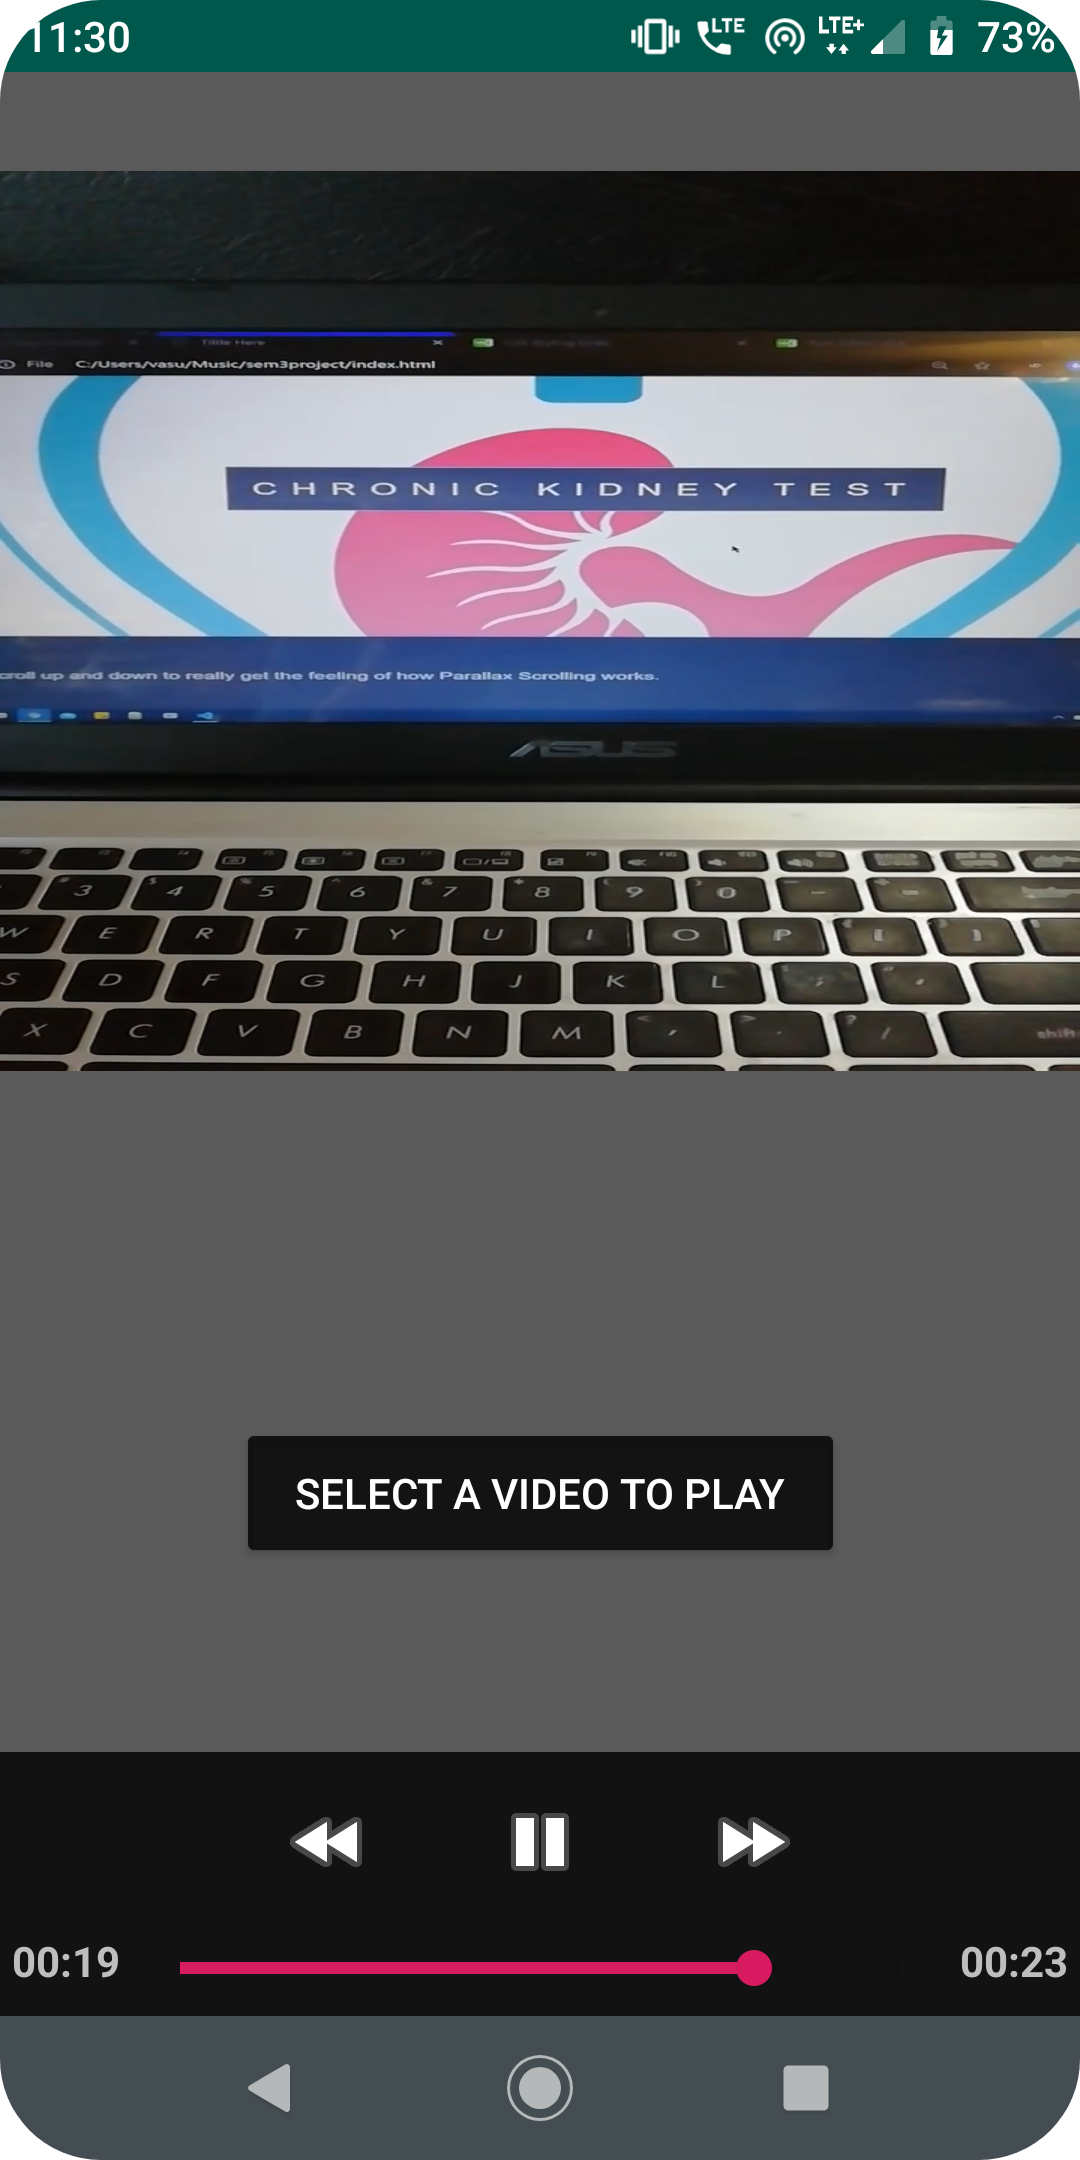 11:30 LTE LTE+ 73%
Tittle Here
File C:/Users/vasu/Music/sem3project/index.html
CHRONIC KIDNEY TEST
croll up and down to really get the feeling of how Parallax Scrolling works.
ASUS
3 4 5 6 7 8 9 0
W E R T Y U I O P [ ]
S D F G H J K L ;
X C V B N M < , > . ? / shift
SELECT A VIDEO TO PLAY
00:19 00:23